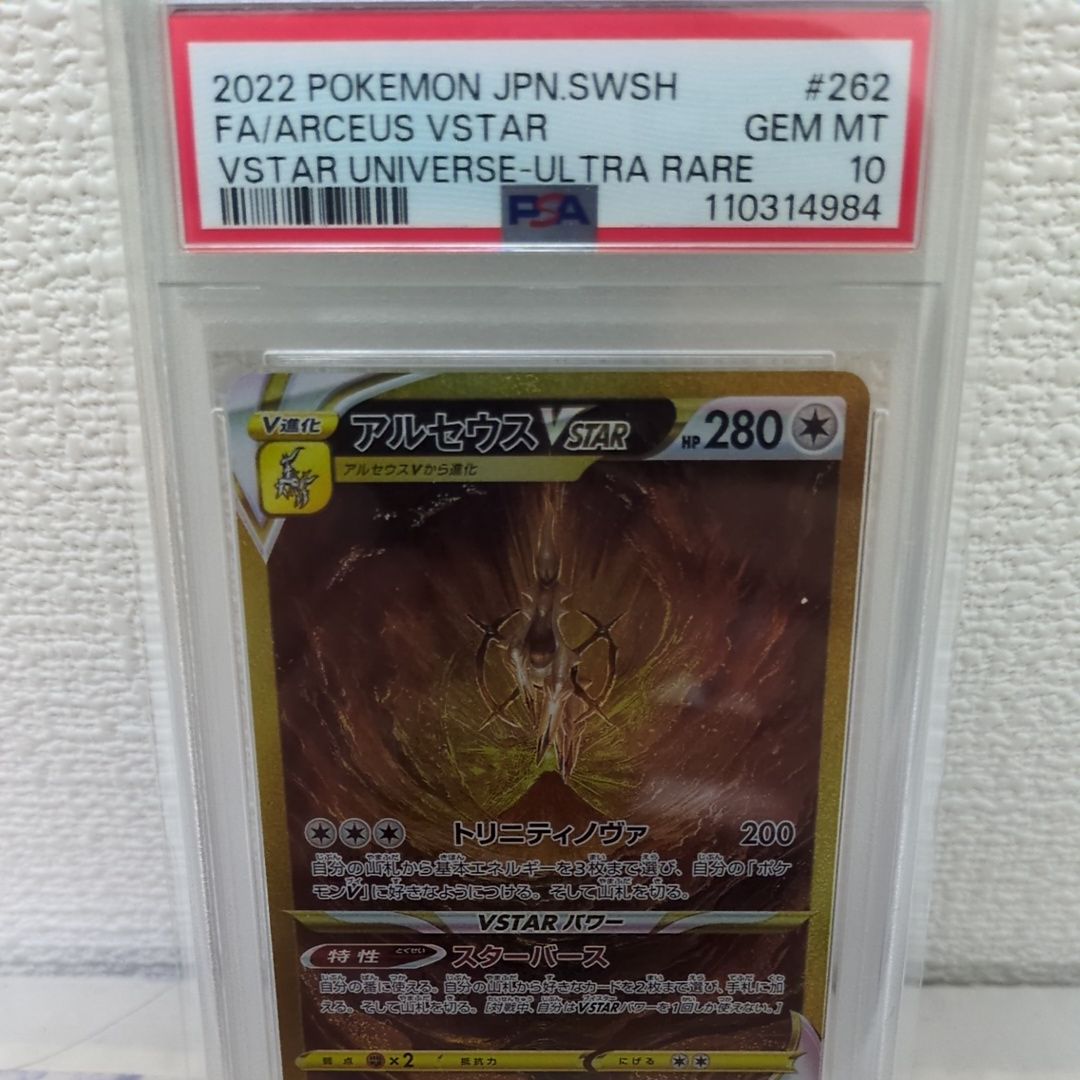 2022 POKEMON JPN.SWSH #262
FA/ARCEUS VSTAR GEM MT
VSTAR UNIVERSE-ULTRA RARE 10
PSA 110314984
V進化 アルセウス VSTAR HP 280
アルセウスVから進化
トリニティノヴァ 200
自分の山札から基本エネルギーを3枚まで選び、自分の「ポケ
モンV」に好きなようにつける。そして山札を切る。
VSTARパワー
特性 とくせい スターバース
自分の番に使える。自分の山札から好きなカードを2枚まで選び、手札に加
える。そして山札を切る。[対戦中、自分はVSTARパワーを1回しか使えない。]
弱点 ×2 抵抗力 にげる